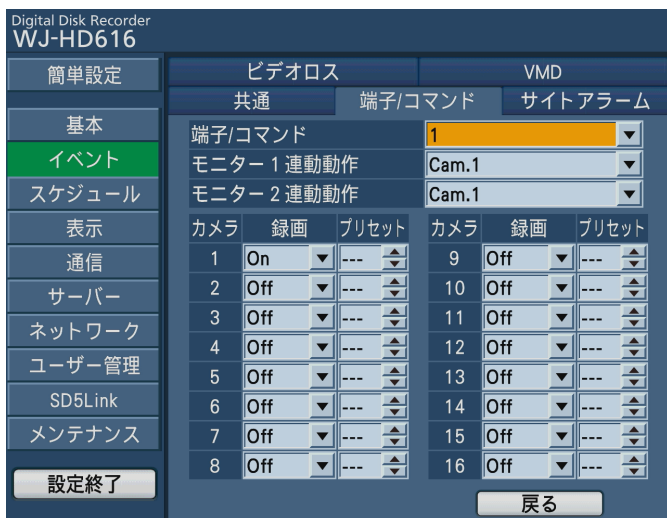 Digital Disk Recorder
WJ-HD616
簡単設定
基本
イベント
スケジュール
表示
通信
サーバー
ネットワーク
ユーザー管理
SD5Link
メンテナンス
設定終了
ビデオロス VMD
共通 端子/コマンド サイトアラーム
端子/コマンド 1
モニター1連動動作 Cam.1
モニター2連動動作 Cam.1
カメラ 録画 プリセット カメラ 録画 プリセット
1 On --- 9 Off ---
2 Off --- 10 Off ---
3 Off --- 11 Off ---
4 Off --- 12 Off ---
5 Off --- 13 Off ---
6 Off --- 14 Off ---
7 Off --- 15 Off ---
8 Off --- 16 Off ---
戻る